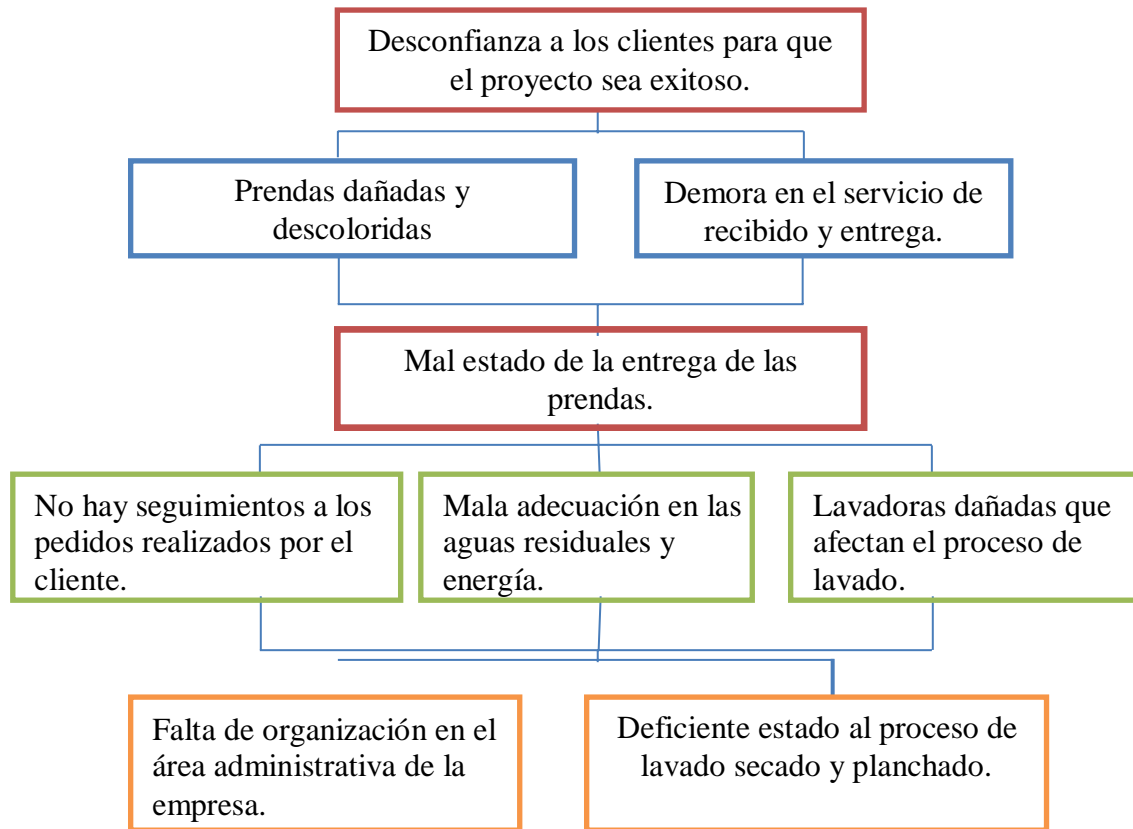 Desconfianza a los clientes para que
el proyecto sea exitoso.
Prendas dañadas y
descoloridas
Demora en el servicio de
recibido y entrega.
Mal estado de la entrega de las
prendas.
No hay seguimientos a los
pedidos realizados por el
cliente.
Mala adecuación en las
aguas residuales y
energía.
Lavadoras dañadas que
afectan el proceso de
lavado.
Falta de organización en el
área administrativa de la
empresa.
Deficiente estado al proceso de
lavado secado y planchado.